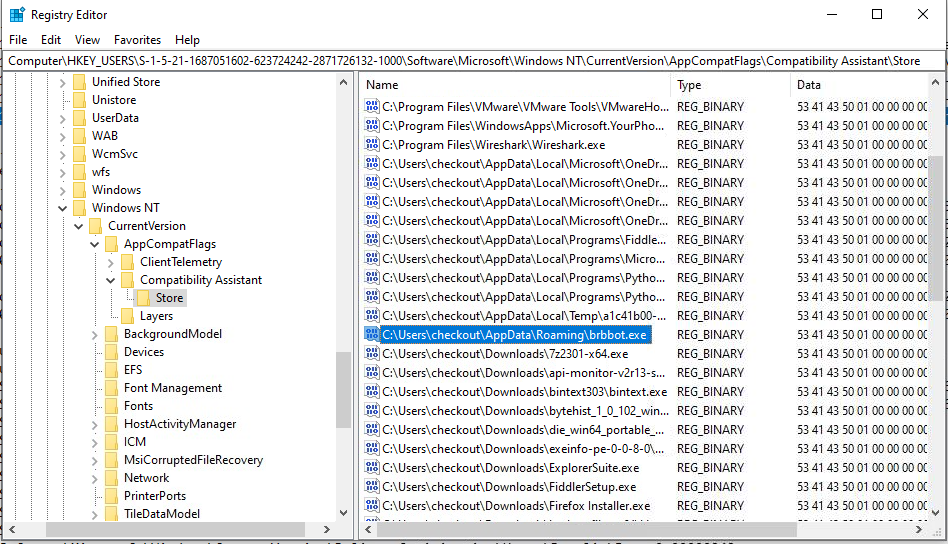 Registry Editor
File Edit View Favorites Help
Computer\HKEY_USERS\S-1-5-21-1687051602-623724242-2871726132-1000\Software\Microsoft\Windows NT\CurrentVersion\AppCompatFlags\Compatibility Assistant\Store
Unified Store
Unistore
UserData
WAB
WcmSvc
wfs
Windows
Windows NT
CurrentVersion
AppCompatFlags
ClientTelemetry
Compatibility Assistant
Store
Layers
BackgroundModel
Devices
EFS
Font Management
Fonts
HostActivityManager
ICM
MsiCorruptedFileRecovery
Network
PrinterPorts
TileDataModel
Name Type Data
C:\Program Files\VMware\VMware Tools\VMwareHo... REG_BINARY 53 41 43 50 01 00 00 00 00
C:\Program Files\WindowsApps\Microsoft.YourPho... REG_BINARY 53 41 43 50 01 00 00 00 00
C:\Program Files\Wireshark\Wireshark.exe REG_BINARY 53 41 43 50 01 00 00 00 00
C:\Users\checkout\AppData\Local\Microsoft\OneDr... REG_BINARY 53 41 43 50 01 00 00 00 00
C:\Users\checkout\AppData\Local\Microsoft\OneDr... REG_BINARY 53 41 43 50 01 00 00 00 00
C:\Users\checkout\AppData\Local\Microsoft\OneDr... REG_BINARY 53 41 43 50 01 00 00 00 00
C:\Users\checkout\AppData\Local\Microsoft\OneDr... REG_BINARY 53 41 43 50 01 00 00 00 00
C:\Users\checkout\AppData\Local\Programs\Fiddle... REG_BINARY 53 41 43 50 01 00 00 00 00
C:\Users\checkout\AppData\Local\Programs\Micro... REG_BINARY 53 41 43 50 01 00 00 00 00
C:\Users\checkout\AppData\Local\Programs\Pytho... REG_BINARY 53 41 43 50 01 00 00 00 00
C:\Users\checkout\AppData\Local\Programs\Pytho... REG_BINARY 53 41 43 50 01 00 00 00 00
C:\Users\checkout\AppData\Local\Temp\a1c41b00-... REG_BINARY 53 41 43 50 01 00 00 00 00
C:\Users\checkout\AppData\Roaming\brbbot.exe REG_BINARY 53 41 43 50 01 00 00 00 00
C:\Users\checkout\Downloads\7z2301-x64.exe REG_BINARY 53 41 43 50 01 00 00 00 00
C:\Users\checkout\Downloads\api-monitor-v2r13-s... REG_BINARY 53 41 43 50 01 00 00 00 00
C:\Users\checkout\Downloads\bintext303\bintext.exe REG_BINARY 53 41 43 50 01 00 00 00 00
C:\Users\checkout\Downloads\bytehist_1_0_102_win... REG_BINARY 53 41 43 50 01 00 00 00 00
C:\Users\checkout\Downloads\die_win64_portable_... REG_BINARY 53 41 43 50 01 00 00 00 00
C:\Users\checkout\Downloads\exeinfo-pe-0-0-8-0\... REG_BINARY 53 41 43 50 01 00 00 00 00
C:\Users\checkout\Downloads\ExplorerSuite.exe REG_BINARY 53 41 43 50 01 00 00 00 00
C:\Users\checkout\Downloads\FiddlerSetup.exe REG_BINARY 53 41 43 50 01 00 00 00 00
C:\Users\checkout\Downloads\Firefox Installer.exe REG_BINARY 53 41 43 50 01 00 00 00 00